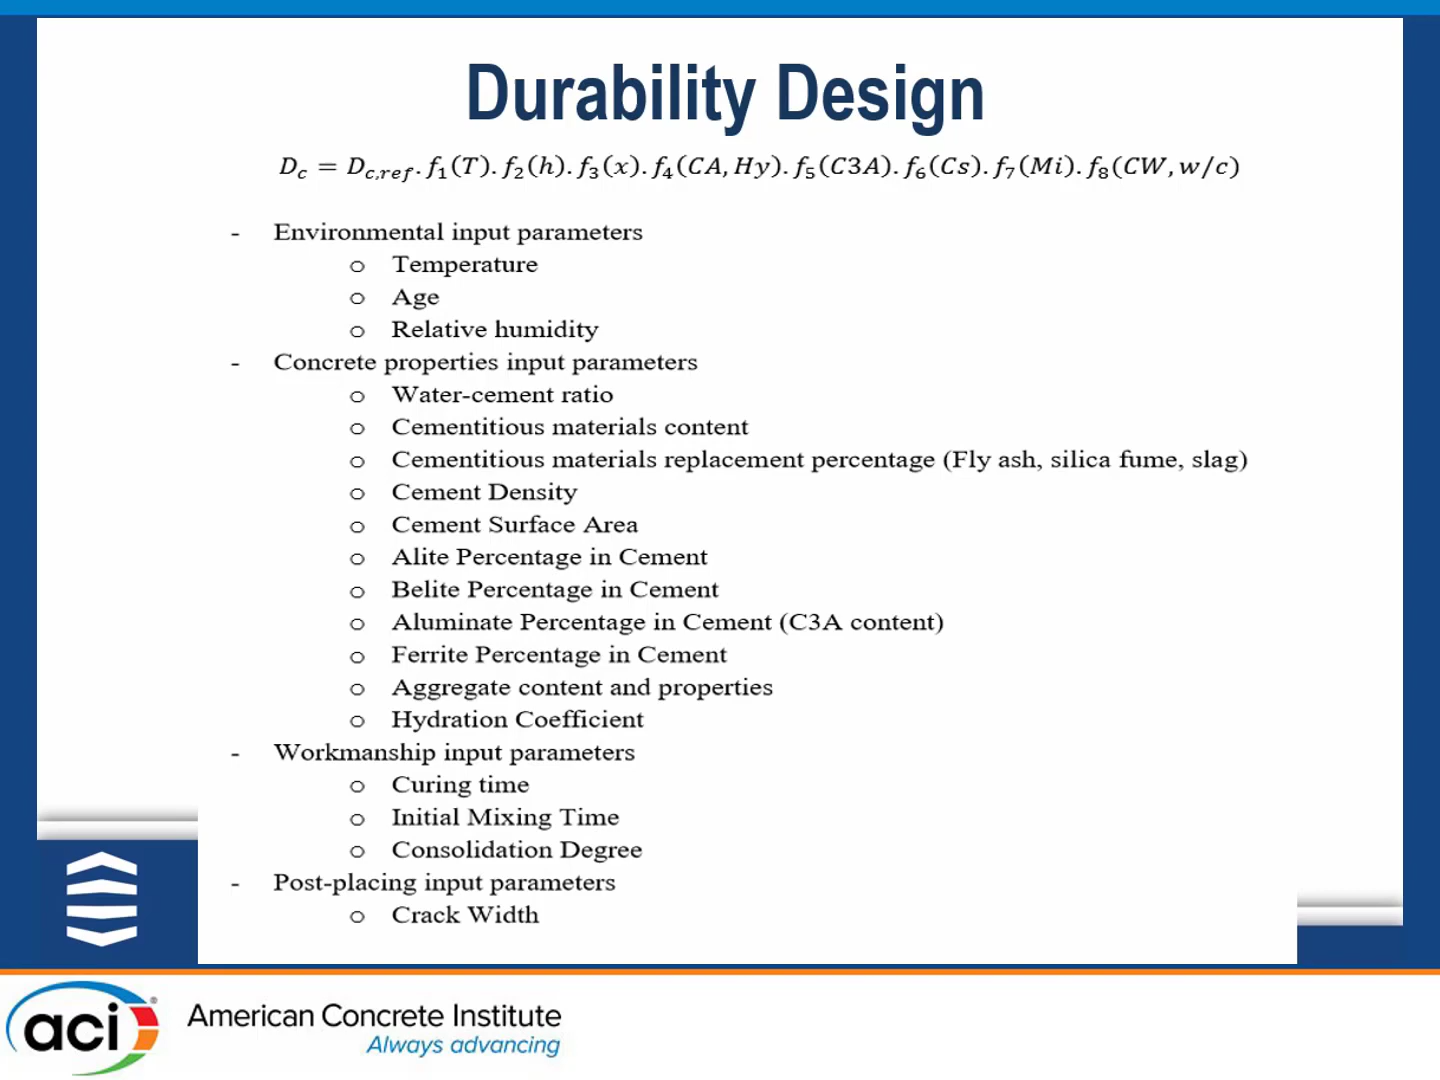 Durability Design
D_c = D_{c,ref}.f_1(T).f_2(h).f_3(x).f_4(CA,Hy).f_5(C3A).f_6(Cs).f_7(Mi).f_8(CW,w/c)
- Environmental input parameters
o Temperature
o Age
o Relative humidity
- Concrete properties input parameters
o Water-cement ratio
o Cementitious materials content
o Cementitious materials replacement percentage (Fly ash, silica fume, slag)
o Cement Density
o Cement Surface Area
o Alite Percentage in Cement
o Belite Percentage in Cement
o Aluminate Percentage in Cement (C3A content)
o Ferrite Percentage in Cement
o Aggregate content and properties
o Hydration Coefficient
- Workmanship input parameters
o Curing time
o Initial Mixing Time
o Consolidation Degree
- Post-placing input parameters
o Crack Width
aci®
American Concrete Institute
Always advancing